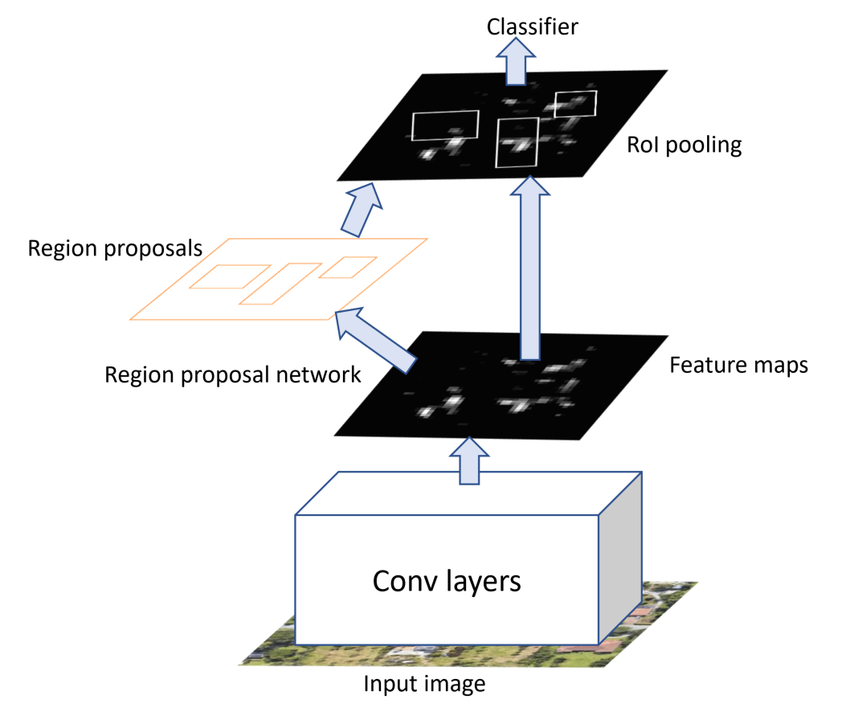 Classifier
RoI pooling
Region proposals
Region proposal network
Feature maps
Conv layers
Input image